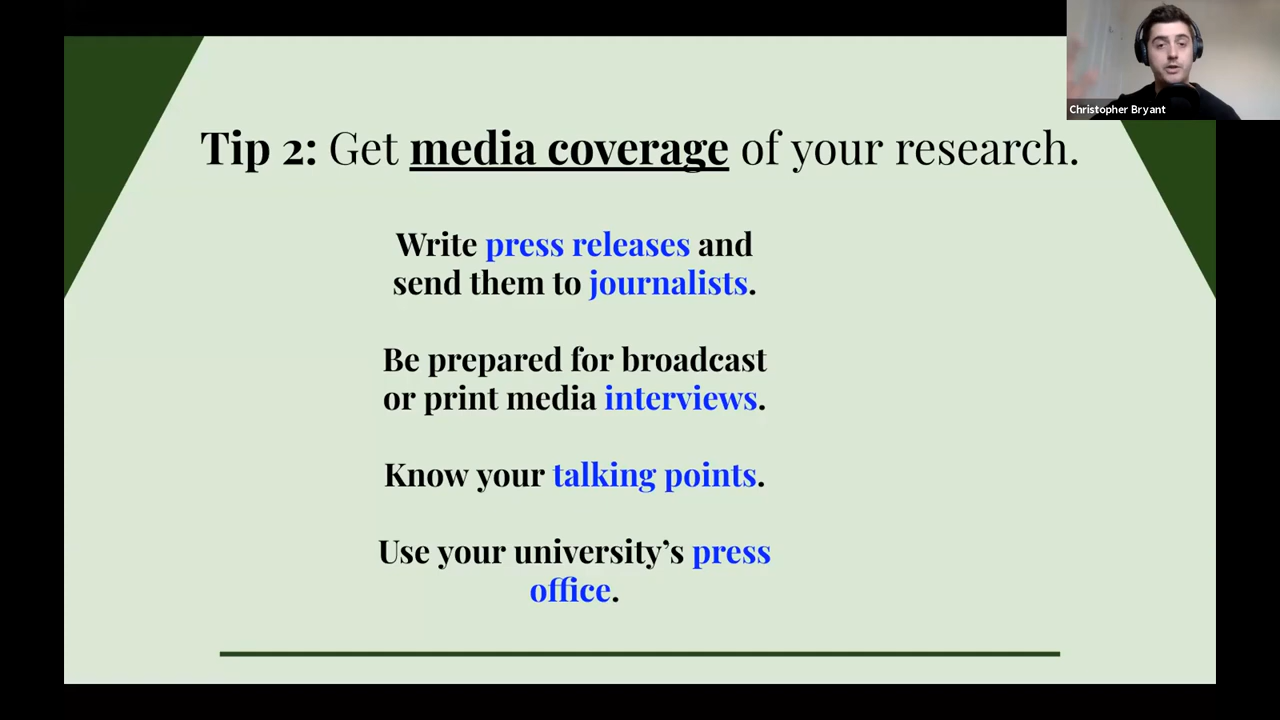 Christopher Bryant
Tip 2: Get media coverage of your research.
Write press releases and
send them to journalists.
Be prepared for broadcast
or print media interviews.
Know your talking points.
Use your university’s press
office.